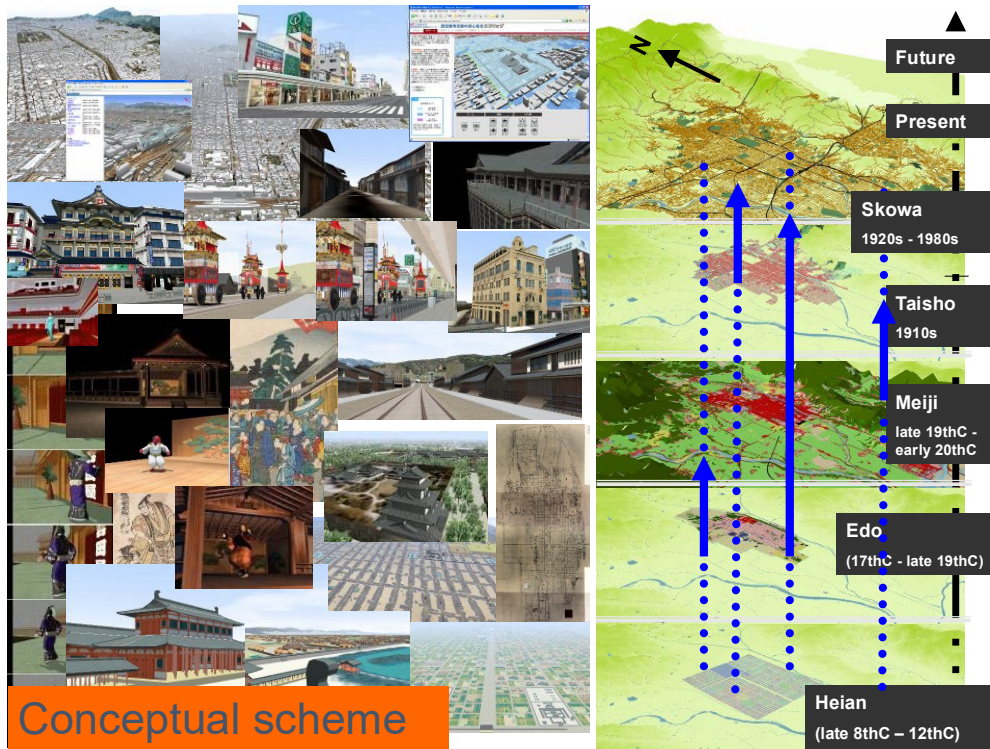 Conceptual scheme
N
Future
Present
Skowa
1920s - 1980s
Taisho
1910s
Meiji
late 19thC -
early 20thC
Edo
(17thC - late 19thC)
Heian
(late 8thC – 12thC)